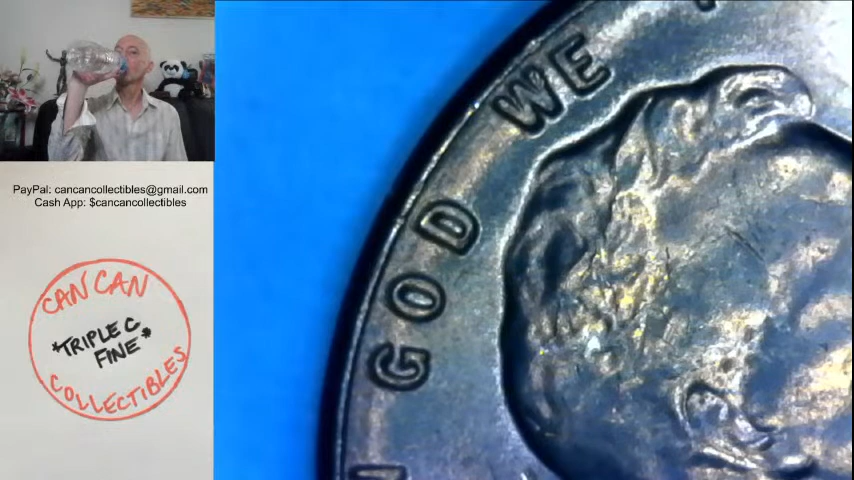 PayPal: cancancollectibles@gmail.com
Cash App: $cancancollectibles
CAN CAN
*TRIPLE C
FINE*
COLLECTIBLES
GOD WE